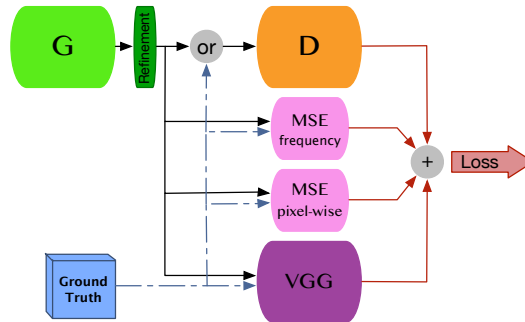 G
Refinement
or
D
MSE
frequency
+
Loss
MSE
pixel-wise
Ground
Truth
VGG